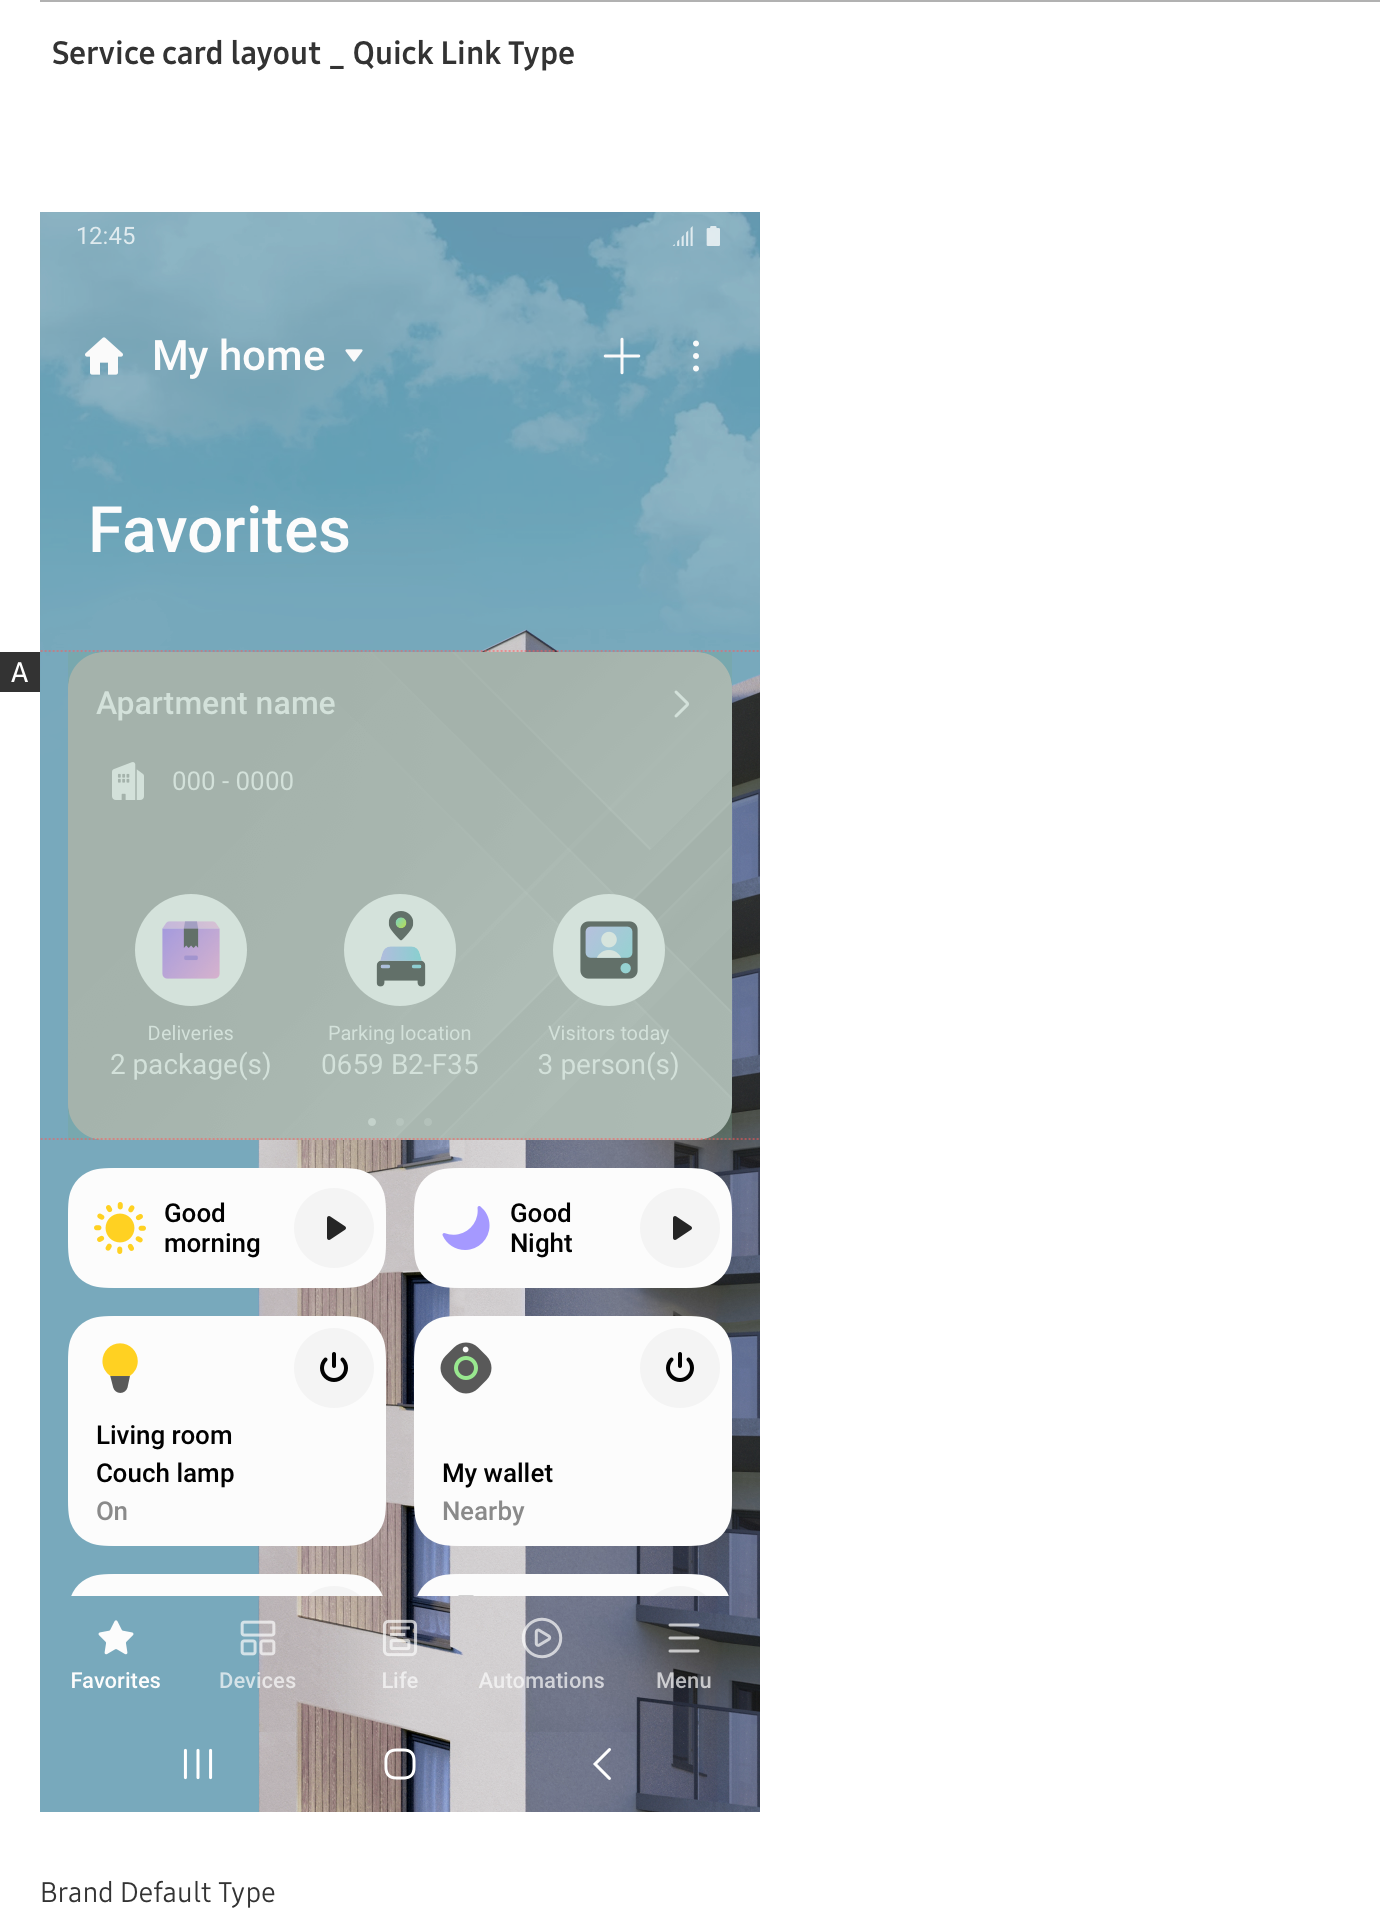 Service card layout _ Quick Link Type
12:45
My home
Favorites
A
Apartment name
000 - 0000
Deliveries
2 package(s)
Parking location
0659 B2-F35
Visitors today
3 person(s)
Good
morning
Good
Night
Living room
Couch lamp
On
My wallet
Nearby
Favorites
Devices
Life
Automations
Menu
Brand Default Type